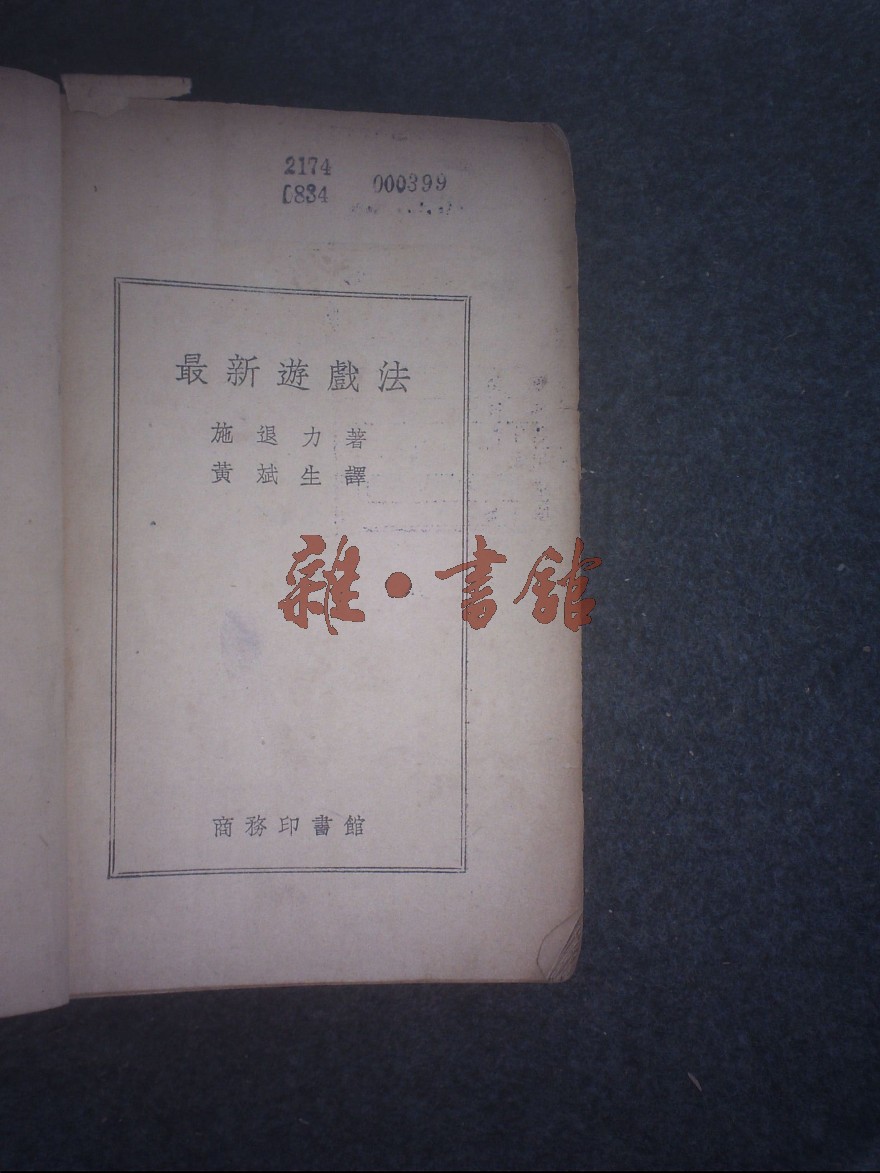 2174
0834 000399
最新遊戲法
施退力著
黃斌生譯
雜·書館
商務印書館